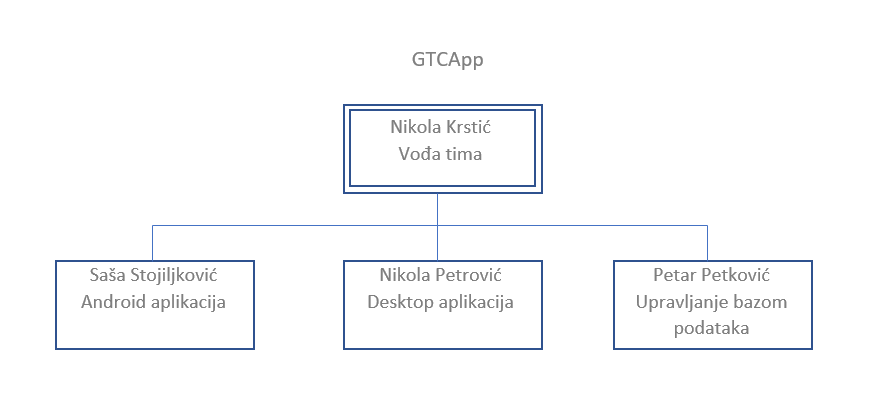 GTCApp
Nikola Krstić
Vođa tima
Saša Stojiljković
Android aplikacija
Nikola Petrović
Desktop aplikacija
Petar Petković
Upravljanje bazom
podataka